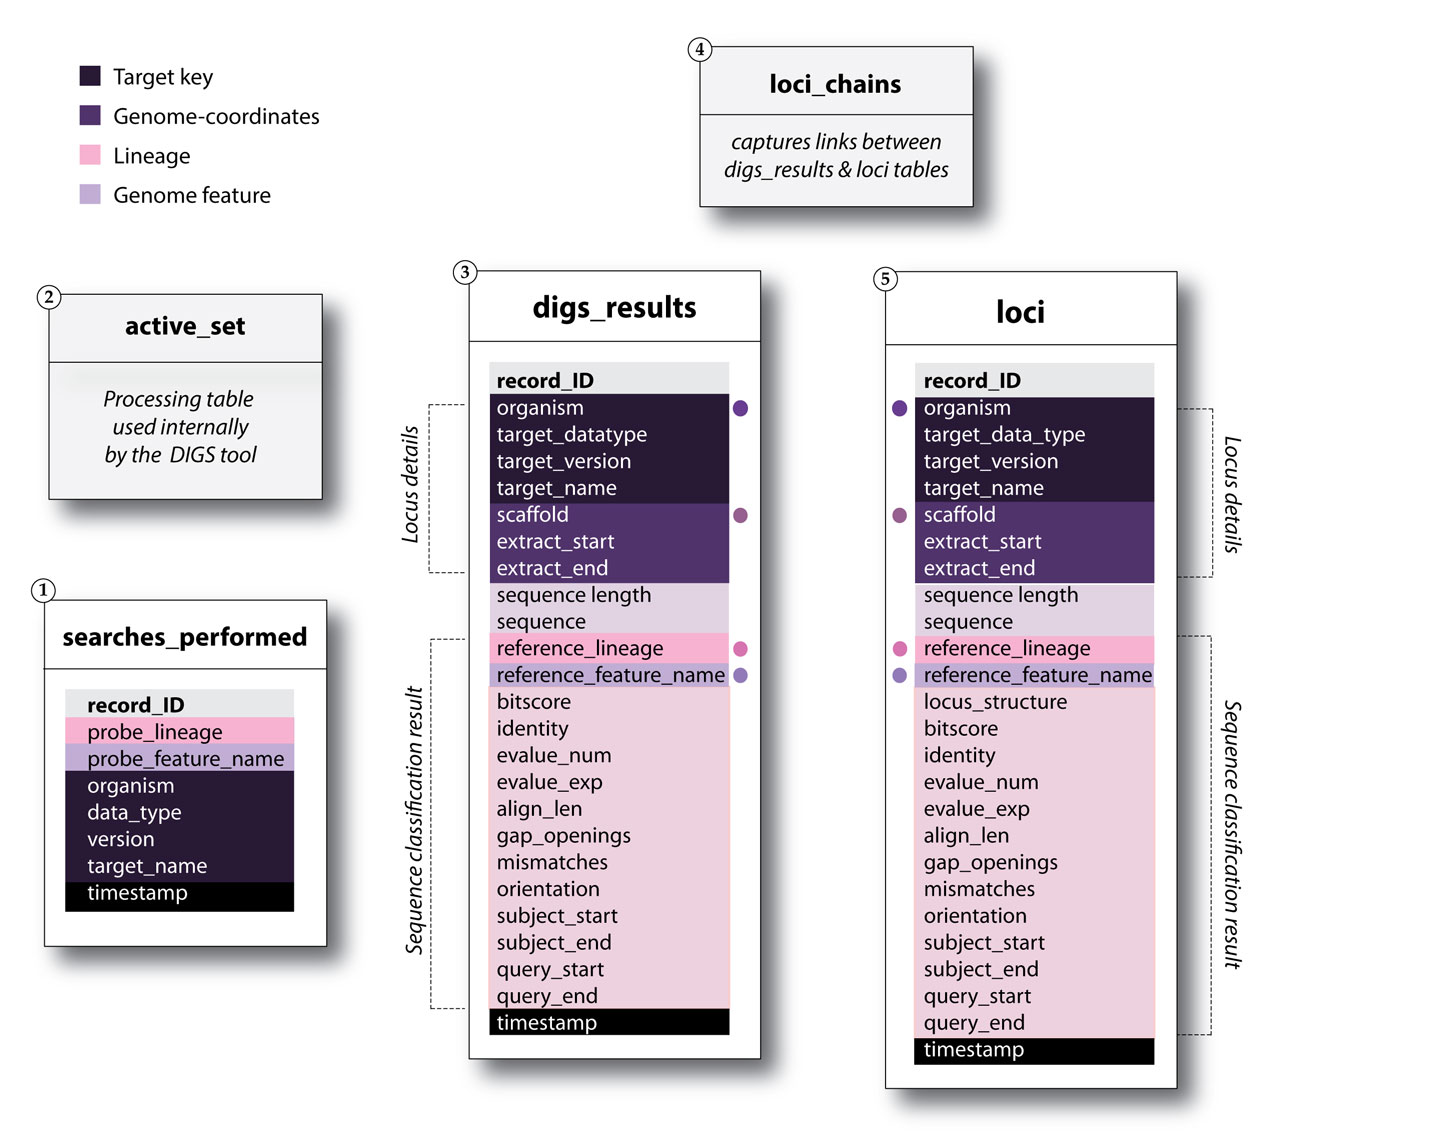 Target key
Genome-coordinates
Lineage
Genome feature
4
loci_chains
captures links between
digs_results & loci tables
2
active_set
Processing table
used internally
by the DIGS tool
1
searches_performed
record_ID
probe_lineage
probe_feature_name
organism
data_type
version
target_name
timestamp
3
digs_results
Locus details
Sequence classification result
record_ID
organism
target_datatype
target_version
target_name
scaffold
extract_start
extract_end
sequence length
sequence
reference_lineage
reference_feature_name
bitscore
identity
evalue_num
evalue_exp
align_len
gap_openings
mismatches
orientation
subject_start
subject_end
query_start
query_end
timestamp
5
loci
record_ID
organism
target_data_type
target_version
target_name
scaffold
extract_start
extract_end
sequence length
sequence
reference_lineage
reference_feature_name
locus_structure
bitscore
identity
evalue_num
evalue_exp
align_len
gap_openings
mismatches
orientation
subject_start
subject_end
query_start
query_end
timestamp
Locus details
Sequence classification result